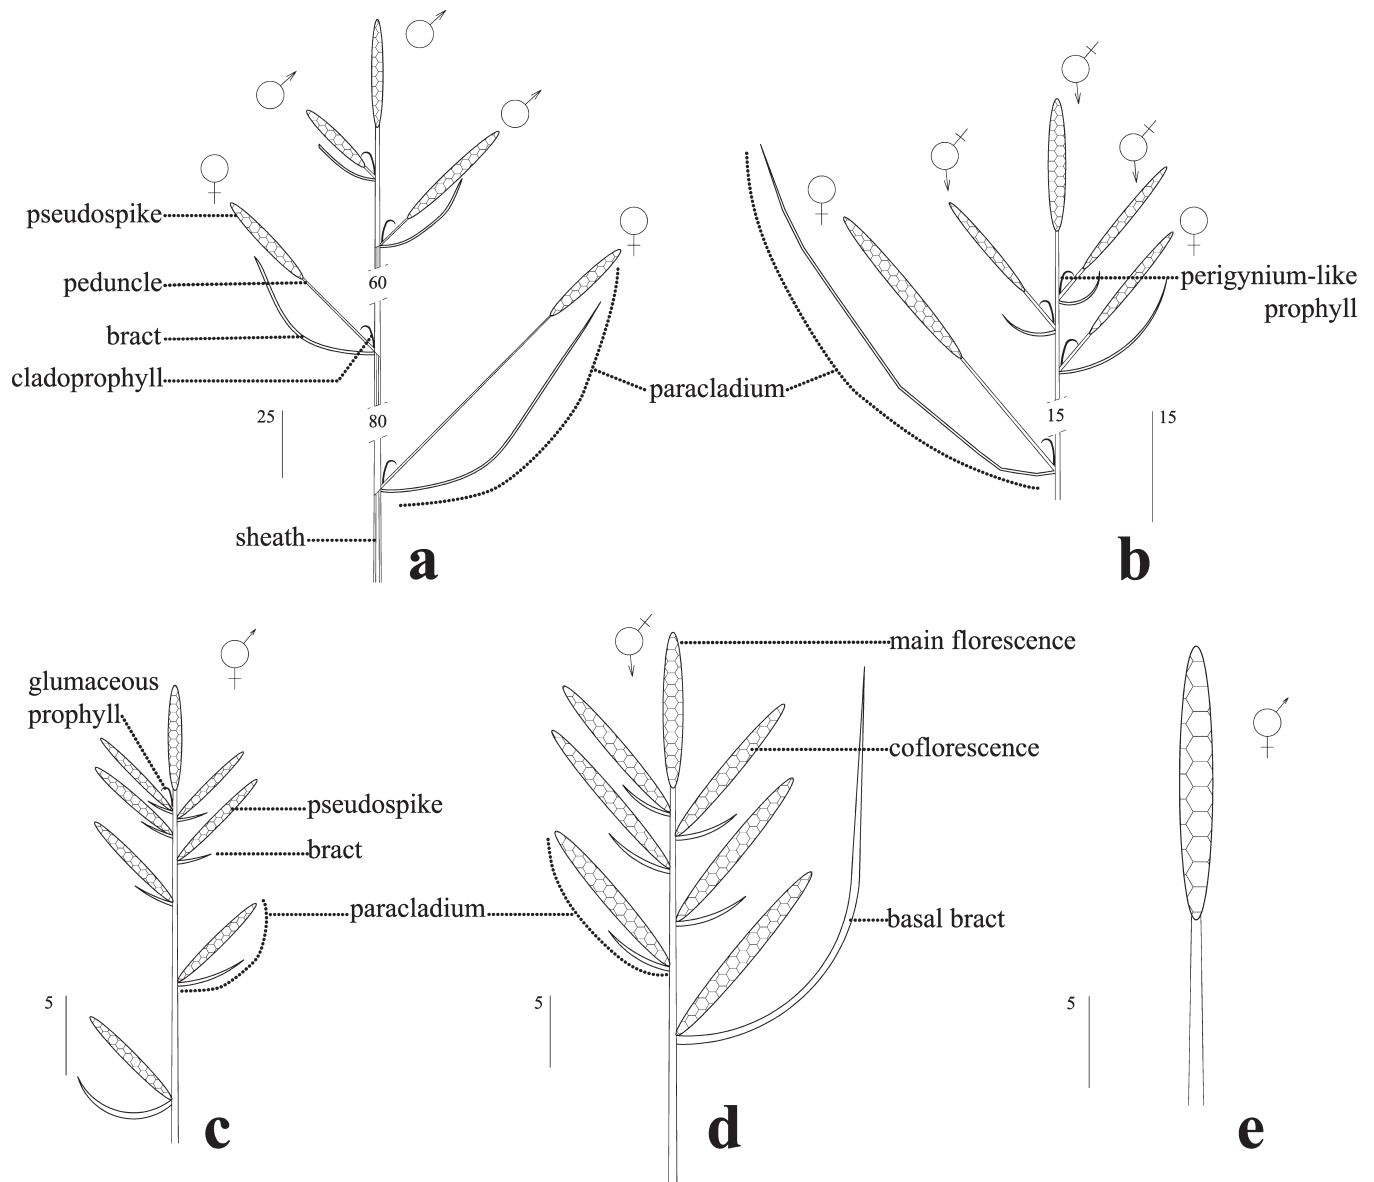 pseudospike
peduncle
bract
cladoprophyll
25
60
80
sheath
a
paracladium
perigynium-like
prophyll
15
15
b
glumaceous
prophyll
pseudospike
bract
paracladium
5
c
main florescence
coflorescence
basal bract
5
d
5
e